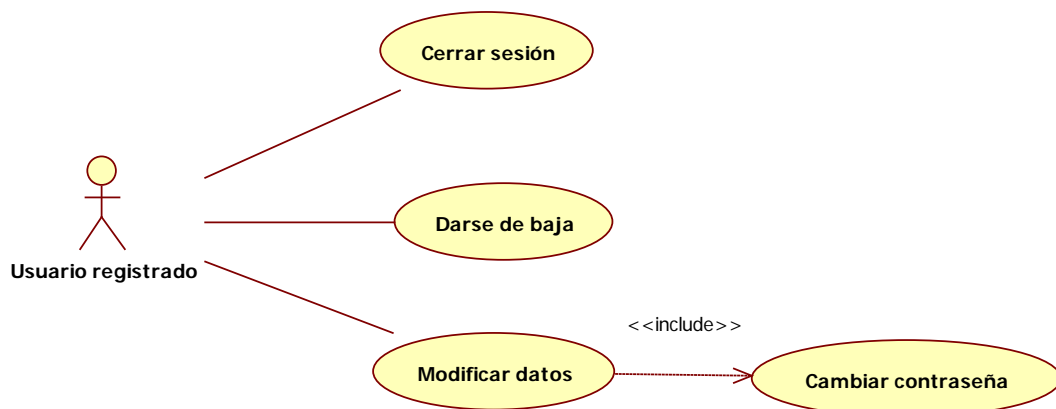 Cerrar sesión
Darse de baja
Usuario registrado
<<include>>
Modificar datos
Cambiar contraseña